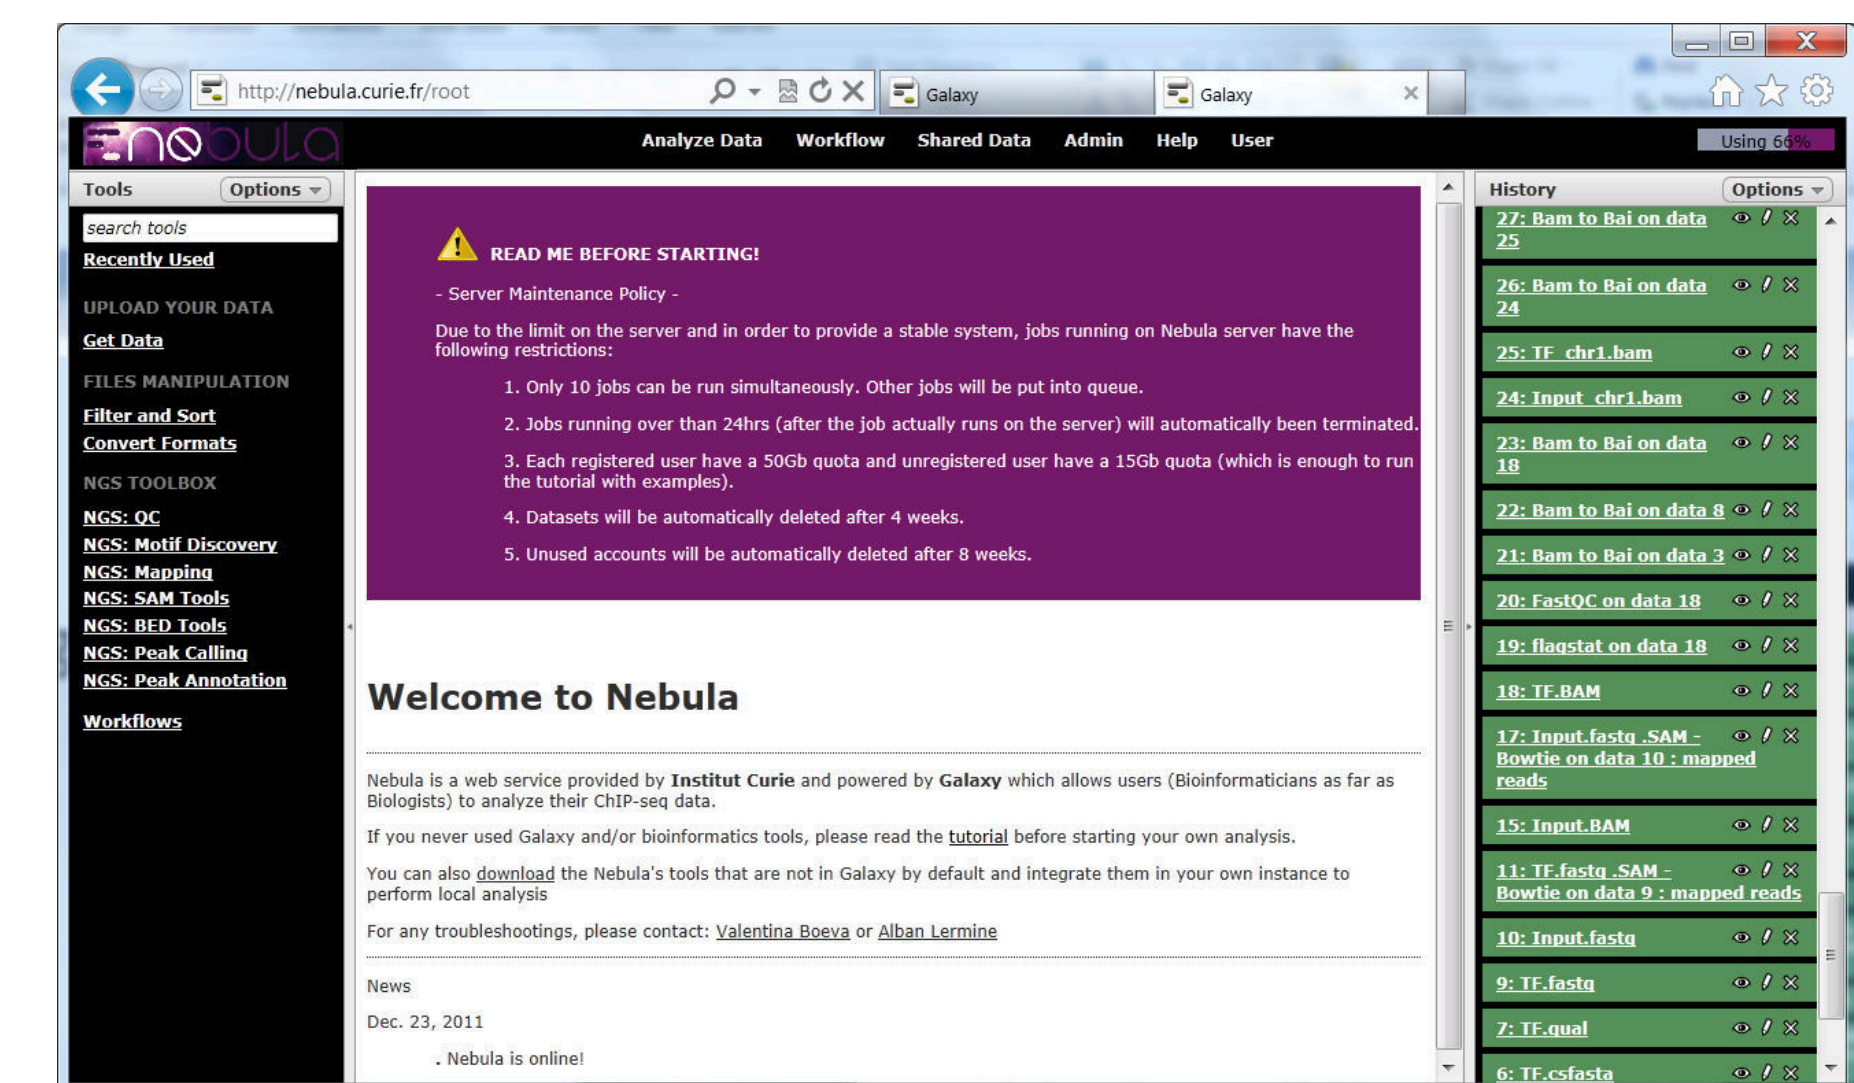 http://nebula.curie.fr/root
Galaxy
Galaxy
nebula
Analyze Data Workflow Shared Data Admin Help User
Using 66%
Tools Options
search tools
Recently Used
UPLOAD YOUR DATA
Get Data
FILES MANIPULATION
Filter and Sort
Convert Formats
NGS TOOLBOX
NGS: QC
NGS: Motif Discovery
NGS: Mapping
NGS: SAM Tools
NGS: BED Tools
NGS: Peak Calling
NGS: Peak Annotation
Workflows
READ ME BEFORE STARTING!
- Server Maintenance Policy -
Due to the limit on the server and in order to provide a stable system, jobs running on Nebula server have the
following restrictions:
1. Only 10 jobs can be run simultaneously. Other jobs will be put into queue.
2. Jobs running over than 24hrs (after the job actually runs on the server) will automatically been terminated.
3. Each registered user have a 50Gb quota and unregistered user have a 15Gb quota (which is enough to run
the tutorial with examples).
4. Datasets will be automatically deleted after 4 weeks.
5. Unused accounts will be automatically deleted after 8 weeks.
Welcome to Nebula
Nebula is a web service provided by Institut Curie and powered by Galaxy which allows users (Bioinformaticians as far as
Biologists) to analyze their ChIP-seq data.
If you never used Galaxy and/or bioinformatics tools, please read the tutorial before starting your own analysis.
You can also download the Nebula's tools that are not in Galaxy by default and integrate them in your own instance to
perform local analysis
For any troubleshootings, please contact: Valentina Boeva or Alban Lermine
News
Dec. 23, 2011
. Nebula is online!
History Options
27: Bam to Bai on data
25
26: Bam to Bai on data
24
25: TF_chr1.bam
24: Input_chr1.bam
23: Bam to Bai on data
18
22: Bam to Bai on data 8
21: Bam to Bai on data 3
20: FastQC on data 18
19: flagstat on data 18
18: TF.BAM
17: Input.fastq .SAM -
Bowtie on data 10 : mapped
reads
15: Input.BAM
11: TF.fastq .SAM -
Bowtie on data 9 : mapped reads
10: Input.fastq
9: TF.fastq
7: TF.qual
6: TF.csfasta